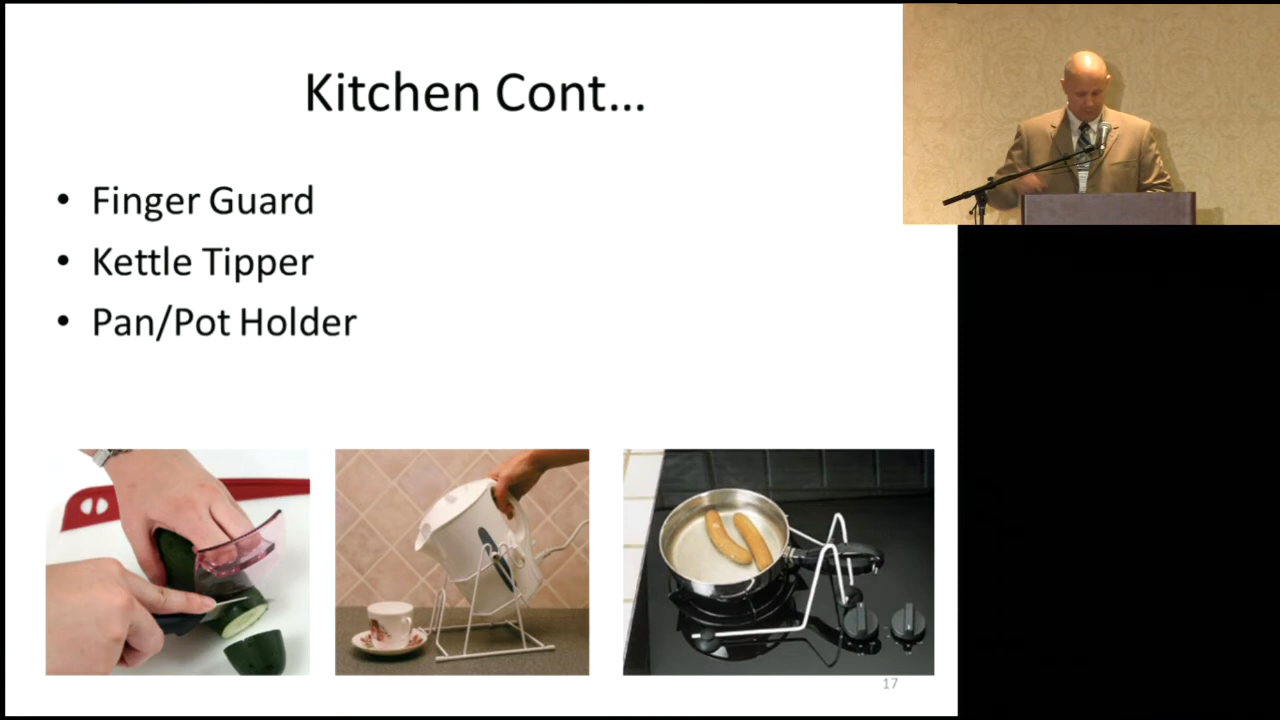 Kitchen Cont...
• Finger Guard
• Kettle Tipper
• Pan/Pot Holder
17